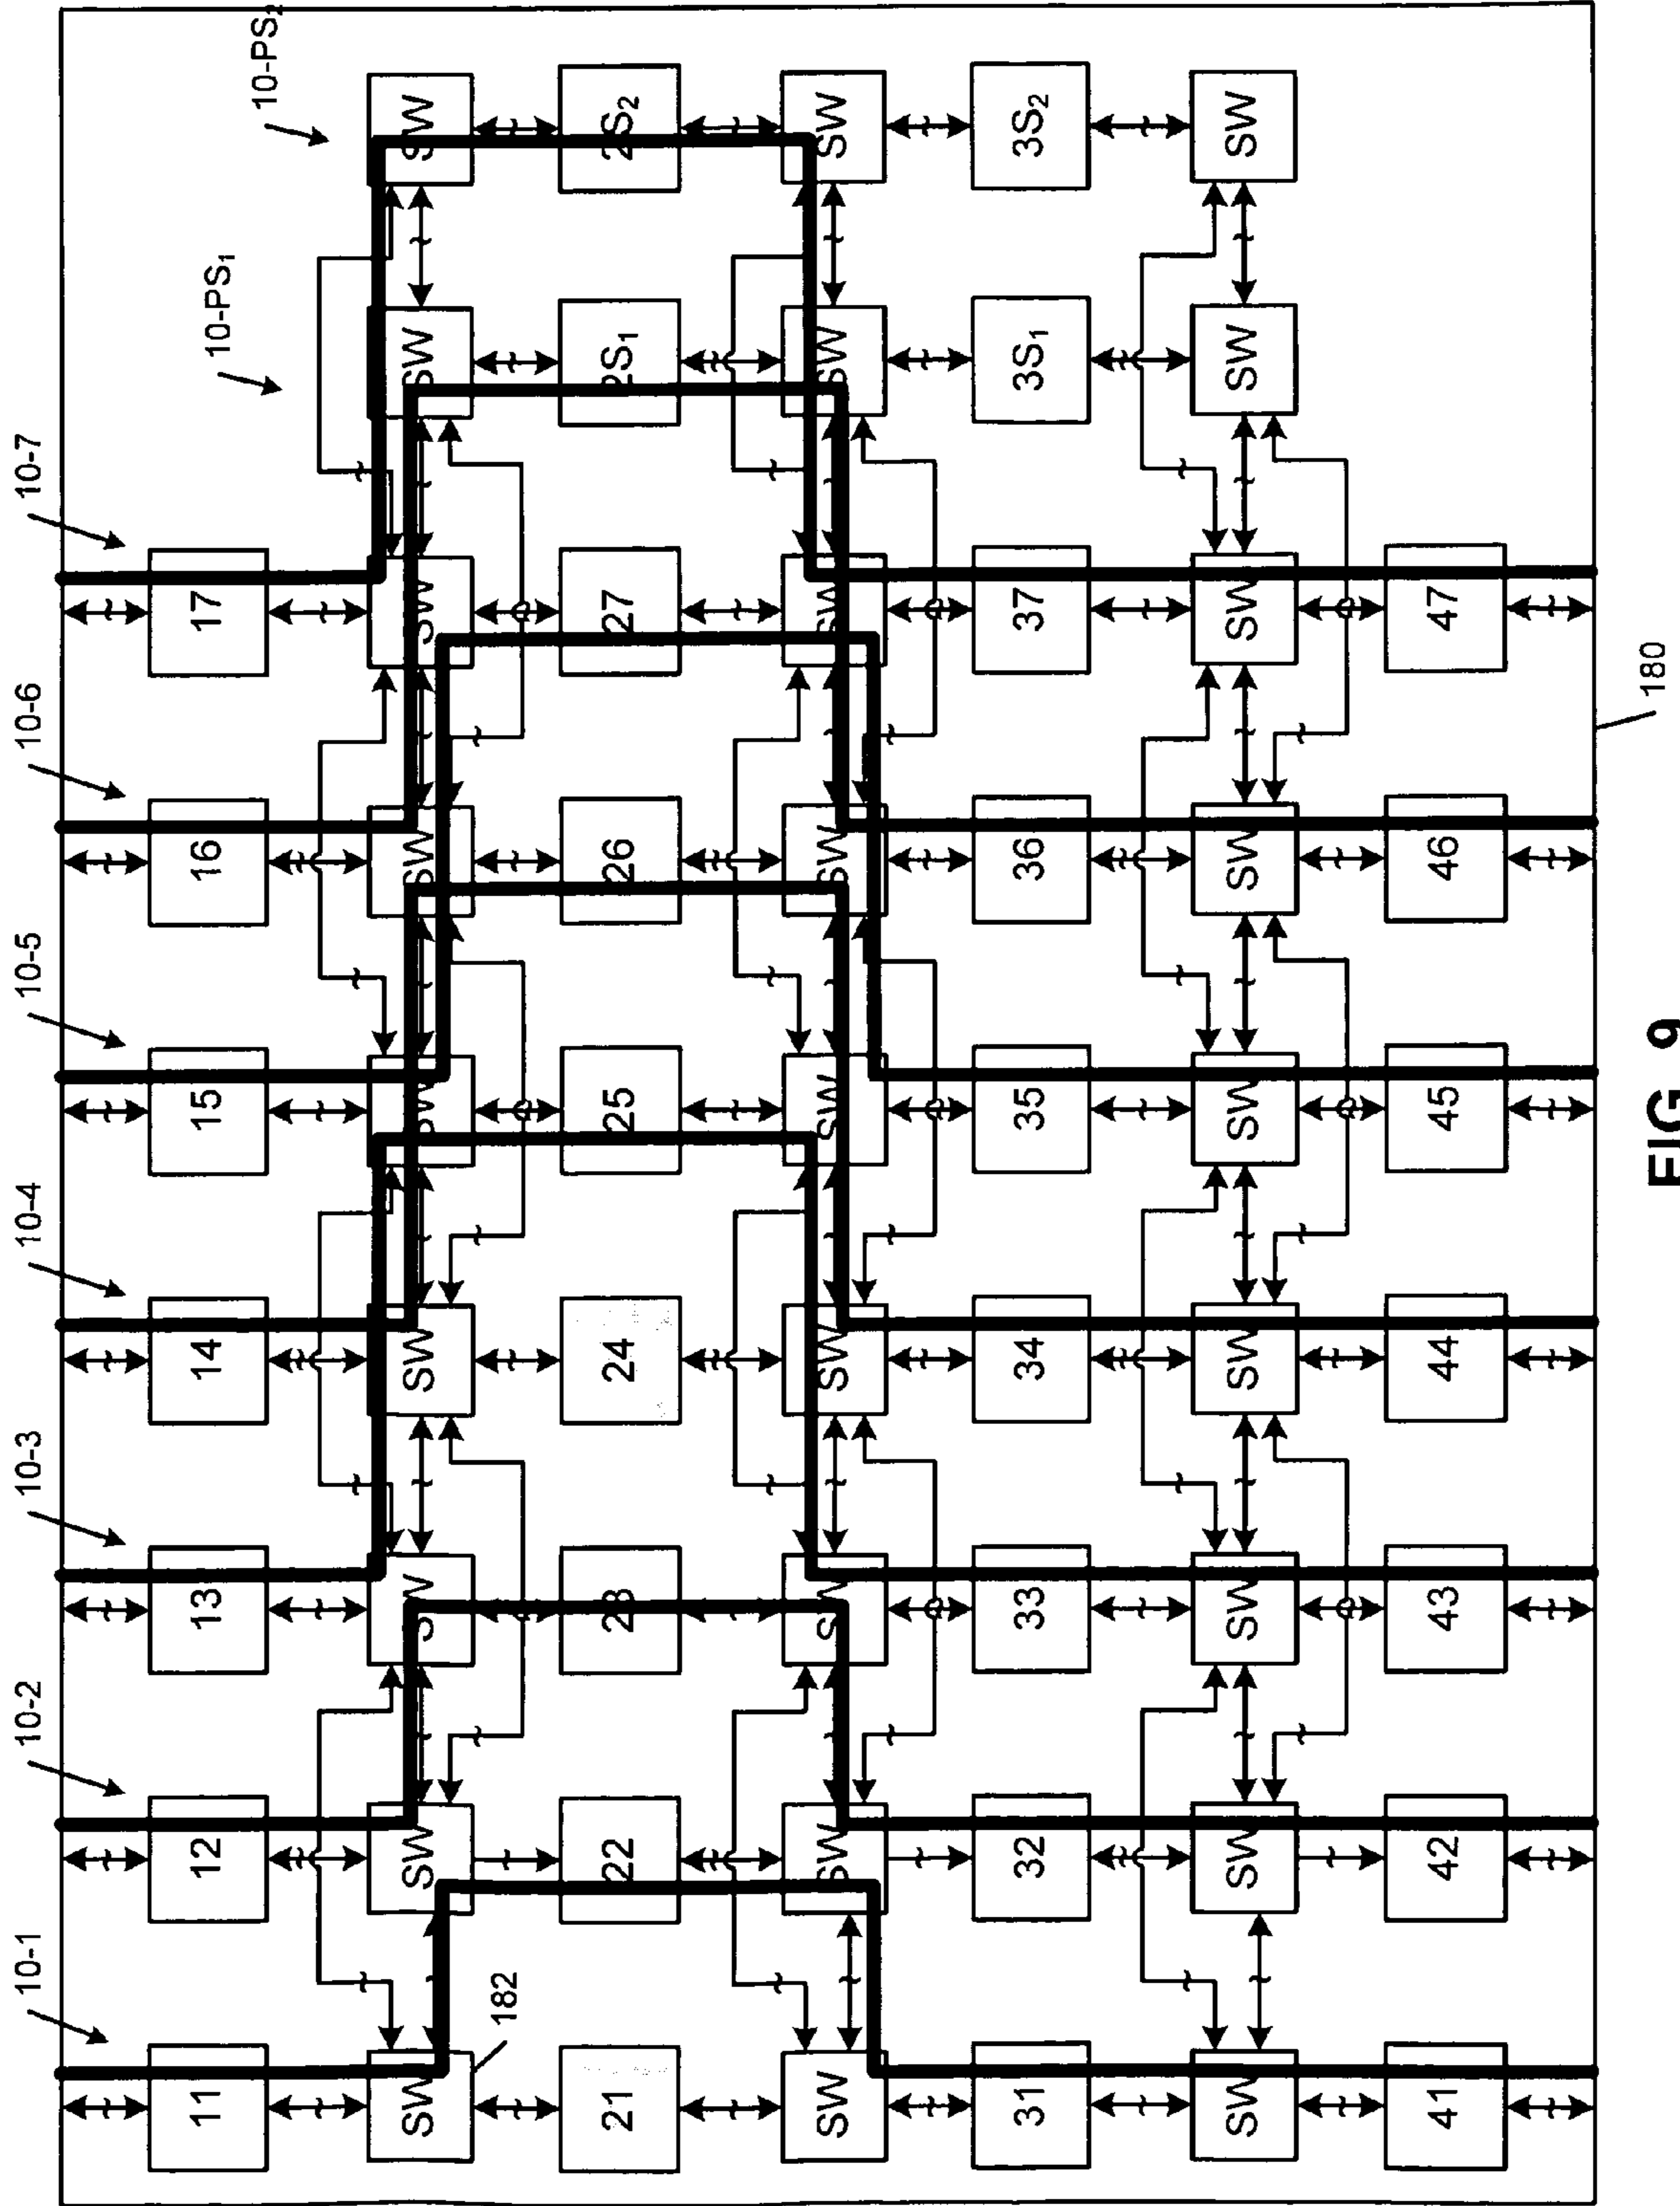 10-1
10-2
10-3
10-4
10-5
10-6
10-7
10-PS₁
10-PS₂
11
12
13
14
15
16
17
SW
SW
SW
SW
SW
SW
SW
SW
SW
182
21
22
23
24
25
26
27
2S₁
2S₂
SW
SW
SW
SW
SW
SW
SW
SW
SW
31
32
33
34
35
36
37
3S₁
3S₂
SW
SW
SW
SW
SW
SW
SW
SW
SW
41
42
43
44
45
46
47
180
FIG. 9